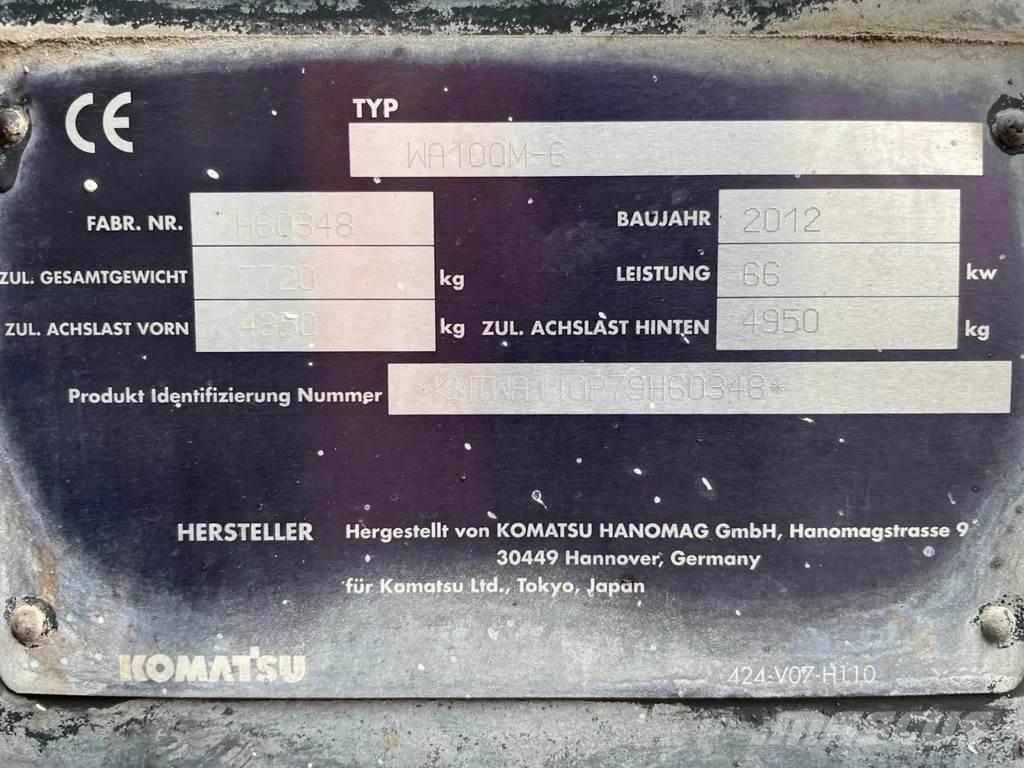 CE
TYP WA100M-6
FABR. NR. H60348 BAUJAHR 2012
ZUL. GESAMTGEWICHT 7720 kg LEISTUNG 66 kw
ZUL. ACHSLAST VORN kg ZUL. ACHSLAST HINTEN 4950 kg
Produkt Identifizierung Nummer
HERSTELLER Hergestellt von KOMATSU HANOMAG GmbH, Hanomagstrasse 9
30449 Hannover, Germany
für Komatsu Ltd., Tokyo, Japan
KOMATSU 424-V07-H110